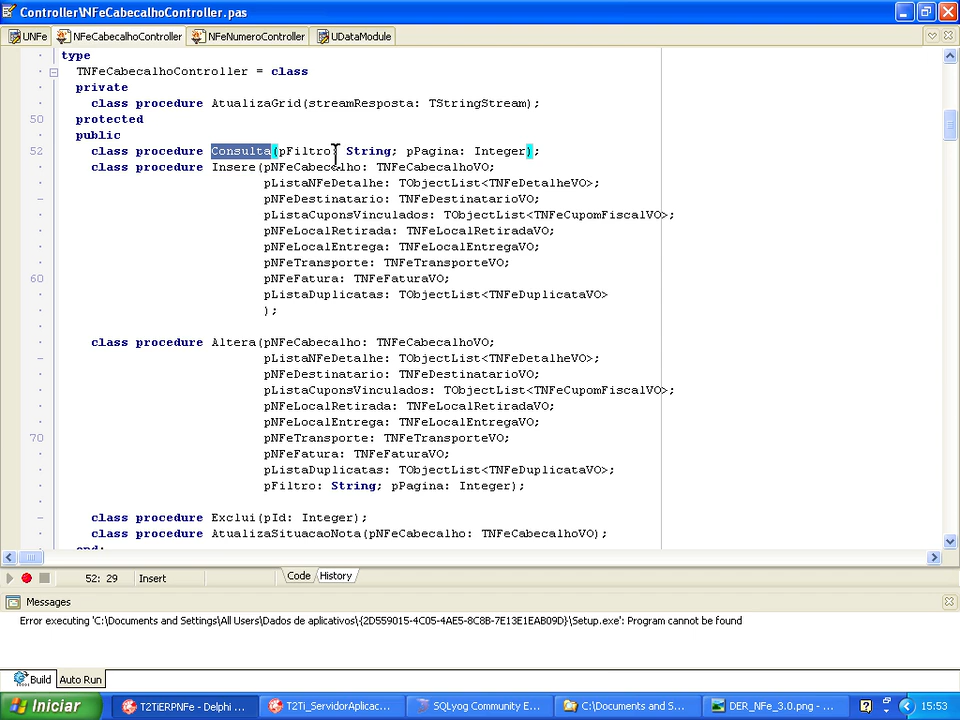 Controller\NFeCabecalhoController.pas
UNFe NFeCabecalhoController NFeNumeroController UDataModule
type
TNFeCabecalhoController = class
private
class procedure AtualizaGrid(streamResposta: TStringStream);
50 protected
public
52 class procedure Consulta(pFiltro: String; pPagina: Integer);
class procedure Insere(pNFeCabecalho: TNFeCabecalhoVO;
pListaNFeDetalhe: TObjectList<TNFeDetalheVO>;
pNFeDestinatario: TNFeDestinatarioVO;
pListaCuponsVinculados: TObjectList<TNFeCupomFiscalVO>;
pNFeLocalRetirada: TNFeLocalRetiradaVO;
pNFeLocalEntrega: TNFeLocalEntregaVO;
pNFeTransporte: TNFeTransporteVO;
60 pNFeFatura: TNFeFaturaVO;
pListaDuplicatas: TObjectList<TNFeDuplicataVO>
);
class procedure Altera(pNFeCabecalho: TNFeCabecalhoVO;
pListaNFeDetalhe: TObjectList<TNFeDetalheVO>;
pNFeDestinatario: TNFeDestinatarioVO;
pListaCuponsVinculados: TObjectList<TNFeCupomFiscalVO>;
pNFeLocalRetirada: TNFeLocalRetiradaVO;
pNFeLocalEntrega: TNFeLocalEntregaVO;
70 pNFeTransporte: TNFeTransporteVO;
pNFeFatura: TNFeFaturaVO;
pListaDuplicatas: TObjectList<TNFeDuplicataVO>;
pFiltro: String; pPagina: Integer);
class procedure Exclui(pId: Integer);
class procedure AtualizaSituacaoNota(pNFeCabecalho: TNFeCabecalhoVO);
end;
52: 29 Insert Code History
Messages
Error executing 'C:\Documents and Settings\All Users\Dados de aplicativos\{2D559015-4C05-4AE5-8C8B-7E13E1EAB09D}\Setup.exe': Program cannot be found
Build Auto Run
Iniciar T2TiERPNFe - Delphi ... T2Ti_ServidorAplicac... SQLyog Community E... C:\Documents and S... DER_NFe_3.0.png - ... 15:53